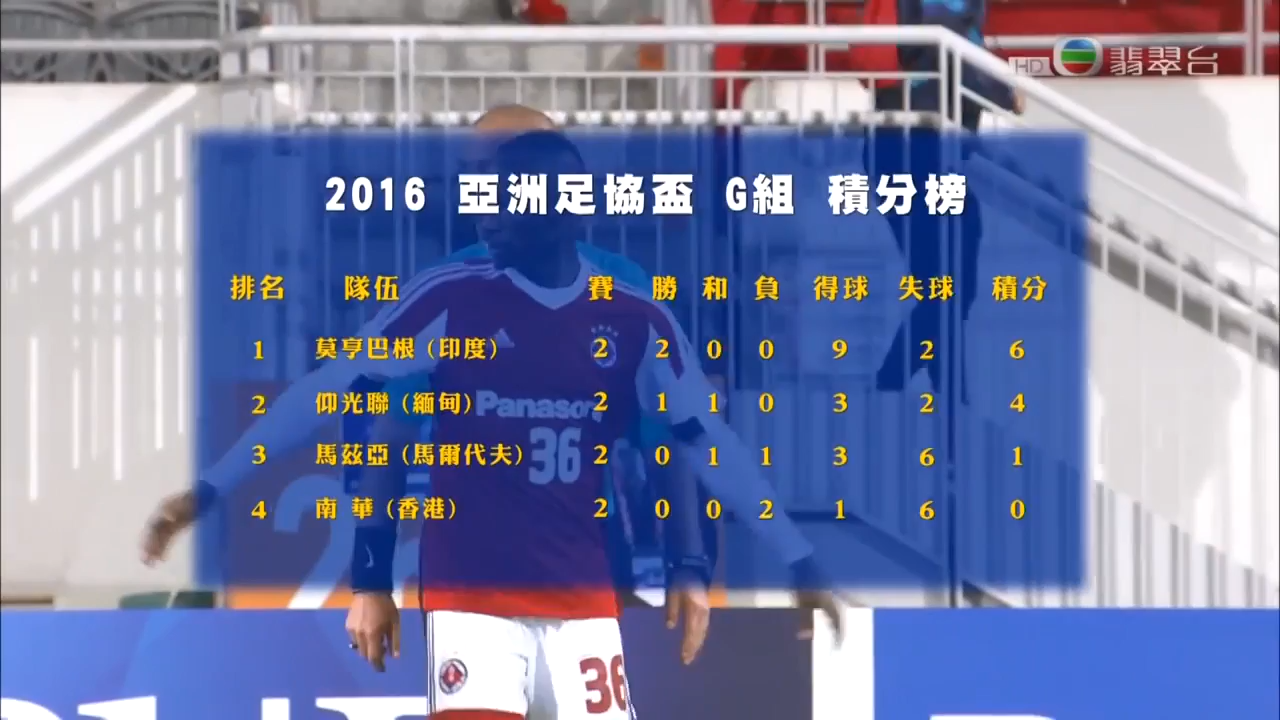 HD 翡翠台
2016 亞洲足協盃 G組 積分榜
排名 隊伍 賽 勝 和 負 得球 失球 積分
1 莫亨巴根（印度） 2 2 0 0 9 2 6
2 仰光聯（緬甸） 2 1 1 0 3 2 4
3 馬茲亞（馬爾代夫） 2 0 1 1 3 6 1
4 南 華（香港） 2 0 0 2 1 6 0
36
36